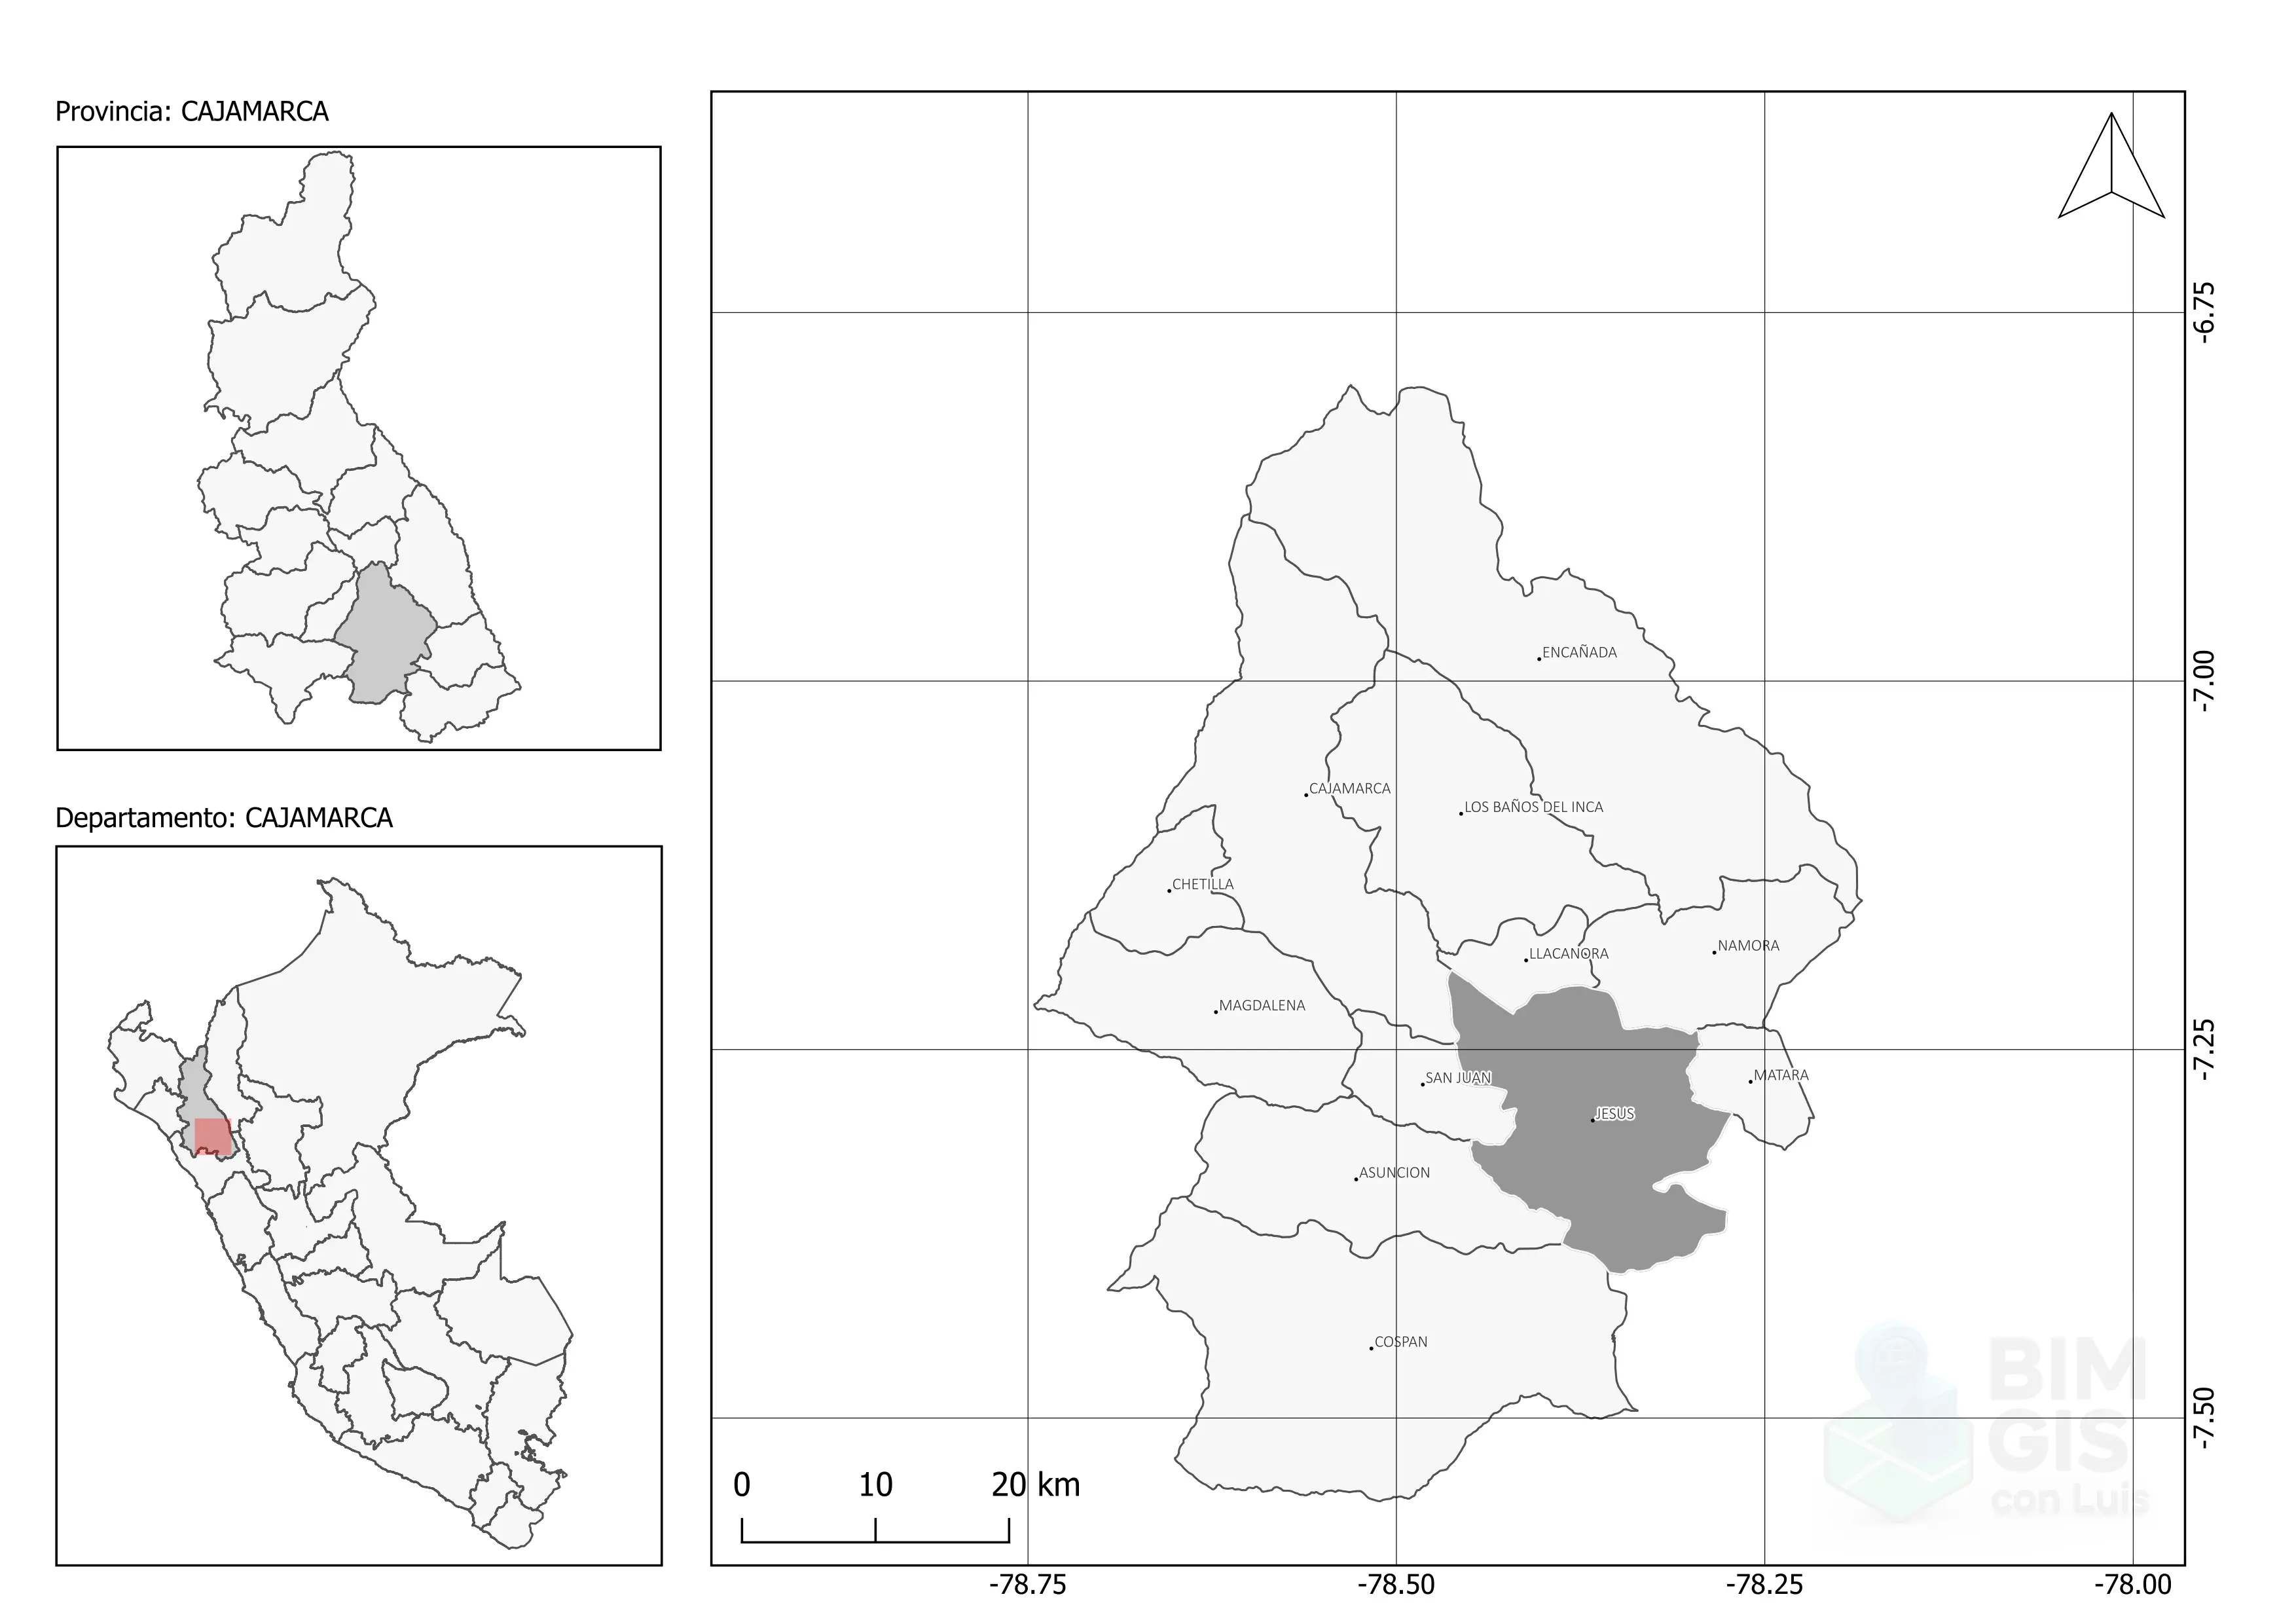 Provincia: CAJAMARCA
Departamento: CAJAMARCA
ENCAÑADA
CAJAMARCA
LOS BAÑOS DEL INCA
CHETILLA
LLACANORA
NAMORA
MAGDALENA
SAN JUAN
MATARA
JESUS
ASUNCION
COSPAN
-6.75
-7.00
-7.25
-7.50
0 10 20 km
-78.75 -78.50 -78.25 -78.00
BIM
GIS
con Luis